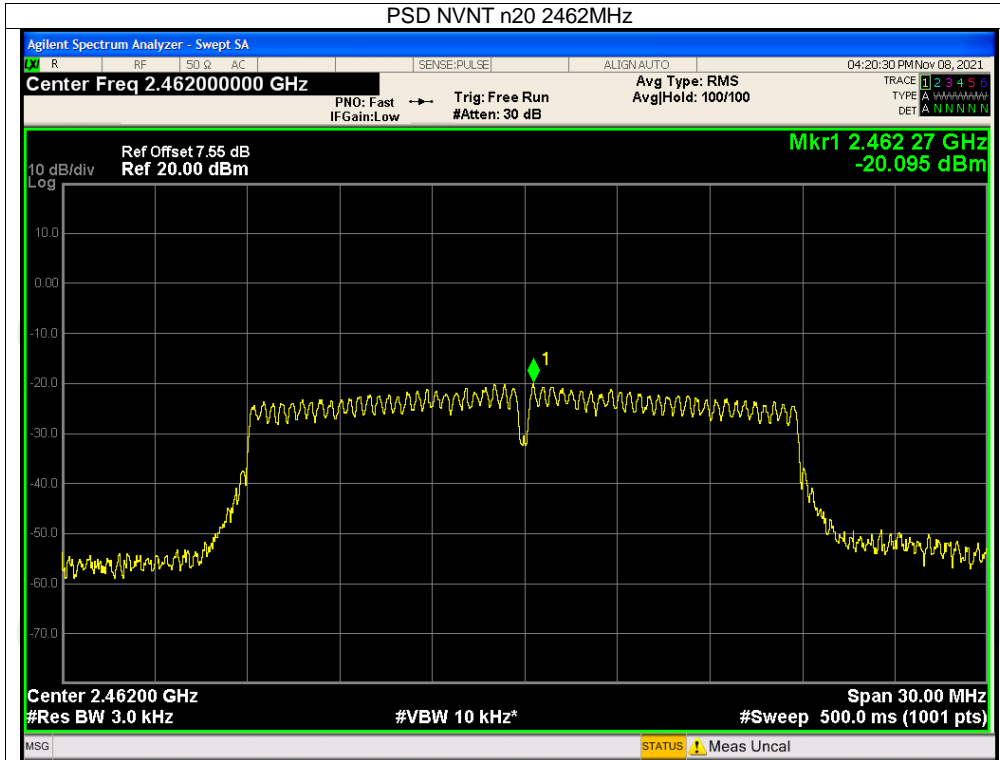 PSD NVNT n20 2462MHz
Agilent Spectrum Analyzer - Swept SA
LXI R RF 50 Ω AC SENSE:PULSE ALIGN AUTO 04:20:30 PM Nov 08, 2021
Center Freq 2.462000000 GHz Avg Type: RMS TRACE 1 2 3 4 5 6
PNO: Fast Trig: Free Run Avg|Hold: 100/100 TYPE A WWWWW
IFGain:Low #Atten: 30 dB DET A N N N N N
Mkr1 2.462 27 GHz
Ref Offset 7.55 dB
-20.095 dBm
10 dB/div Ref 20.00 dBm
Log
10.0
0.00
-10.0
1
-20.0
-30.0
-40.0
-50.0
-60.0
-70.0
Center 2.46200 GHz Span 30.00 MHz
#Res BW 3.0 kHz #VBW 10 kHz* #Sweep 500.0 ms (1001 pts)
MSG STATUS Meas Uncal